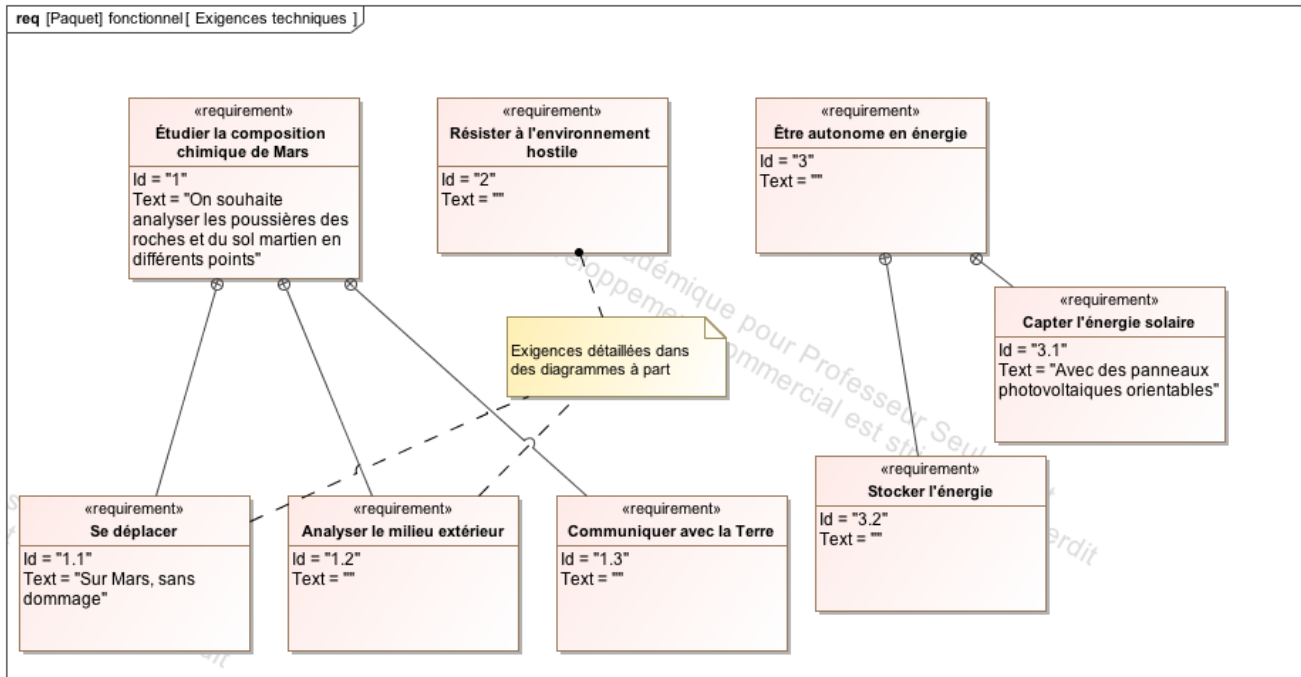 req [Paquet] fonctionnel[ Exigences techniques ]
«requirement»
Étudier la composition
chimique de Mars
Id = "1"
Text = "On souhaite
analyser les poussières des
roches et du sol martien en
différents points"
«requirement»
Résister à l'environnement
hostile
Id = "2"
Text = ""
«requirement»
Être autonome en énergie
Id = "3"
Text = ""
«requirement»
Capter l'énergie solaire
Id = "3.1"
Text = "Avec des panneaux
photovoltaiques orientables"
Exigences détaillées dans
des diagrammes à part
«requirement»
Stocker l'énergie
Id = "3.2"
Text = ""
«requirement»
Se déplacer
Id = "1.1"
Text = "Sur Mars, sans
dommage"
«requirement»
Analyser le milieu extérieur
Id = "1.2"
Text = ""
«requirement»
Communiquer avec la Terre
Id = "1.3"
Text = ""
pour Professeur
est